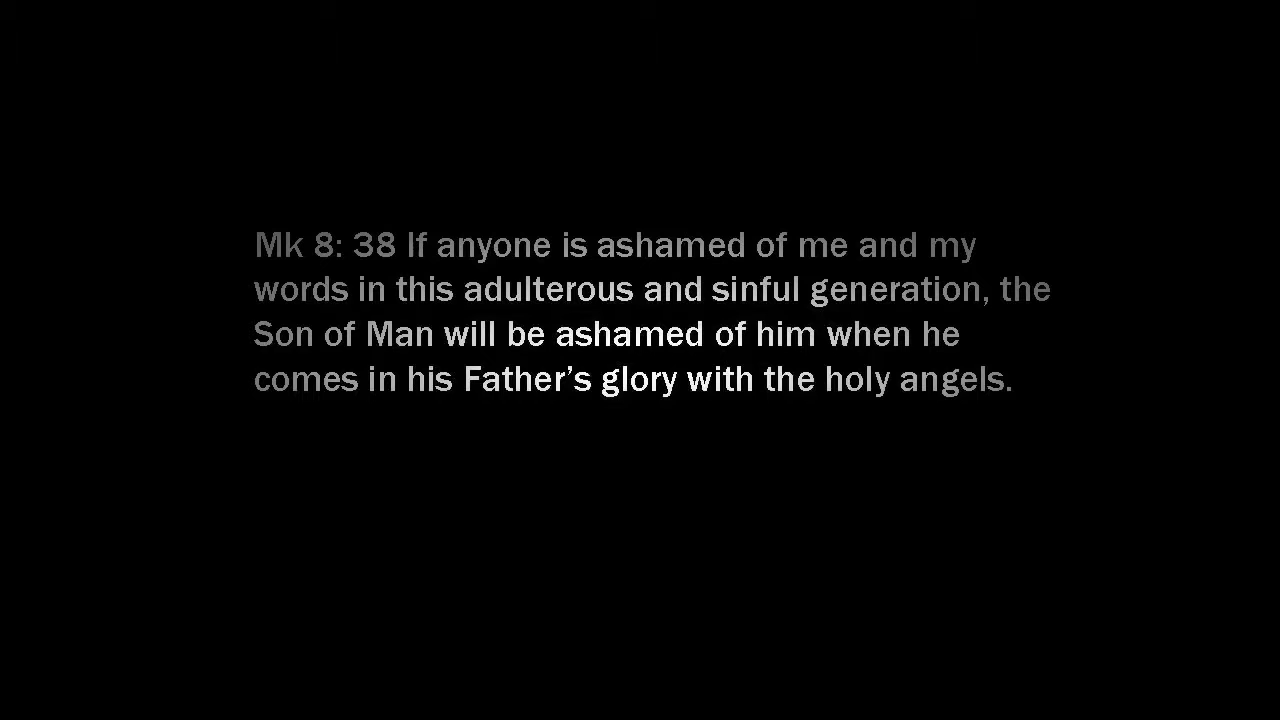 Mk 8: 38 If anyone is ashamed of me and my
words in this adulterous and sinful generation, the
Son of Man will be ashamed of him when he
comes in his Father’s glory with the holy angels.